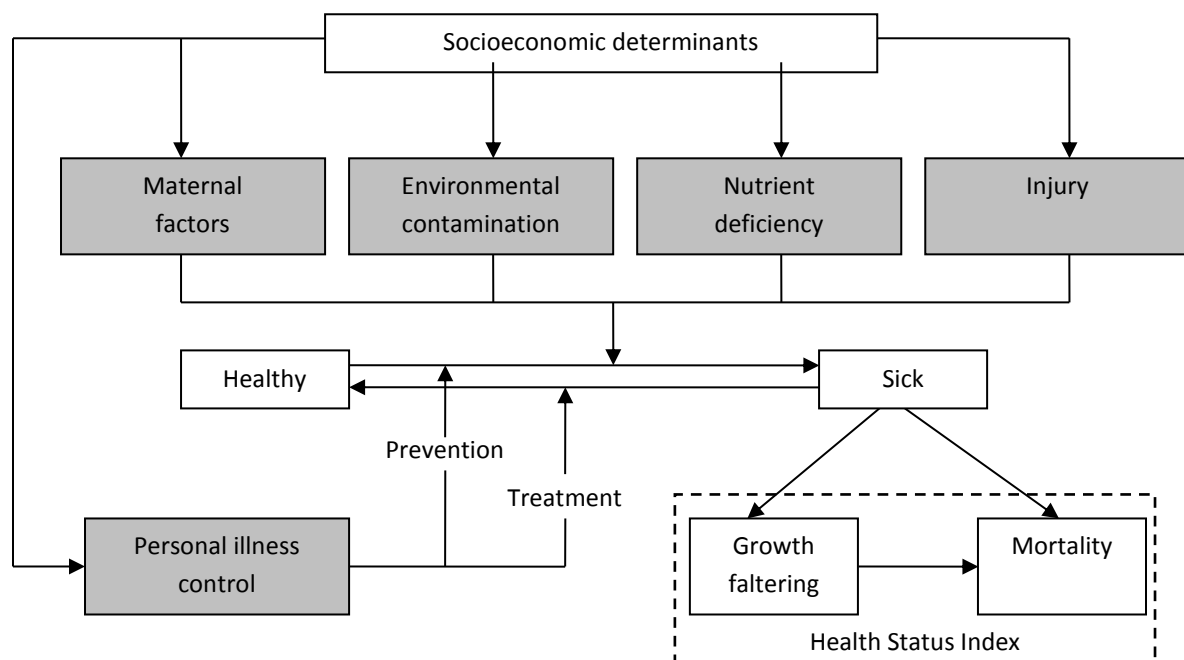 Socioeconomic determinants
Maternal
factors
Environmental
contamination
Nutrient
deficiency
Injury
Healthy
Sick
Prevention
Treatment
Personal illness
control
Growth
faltering
Mortality
Health Status Index